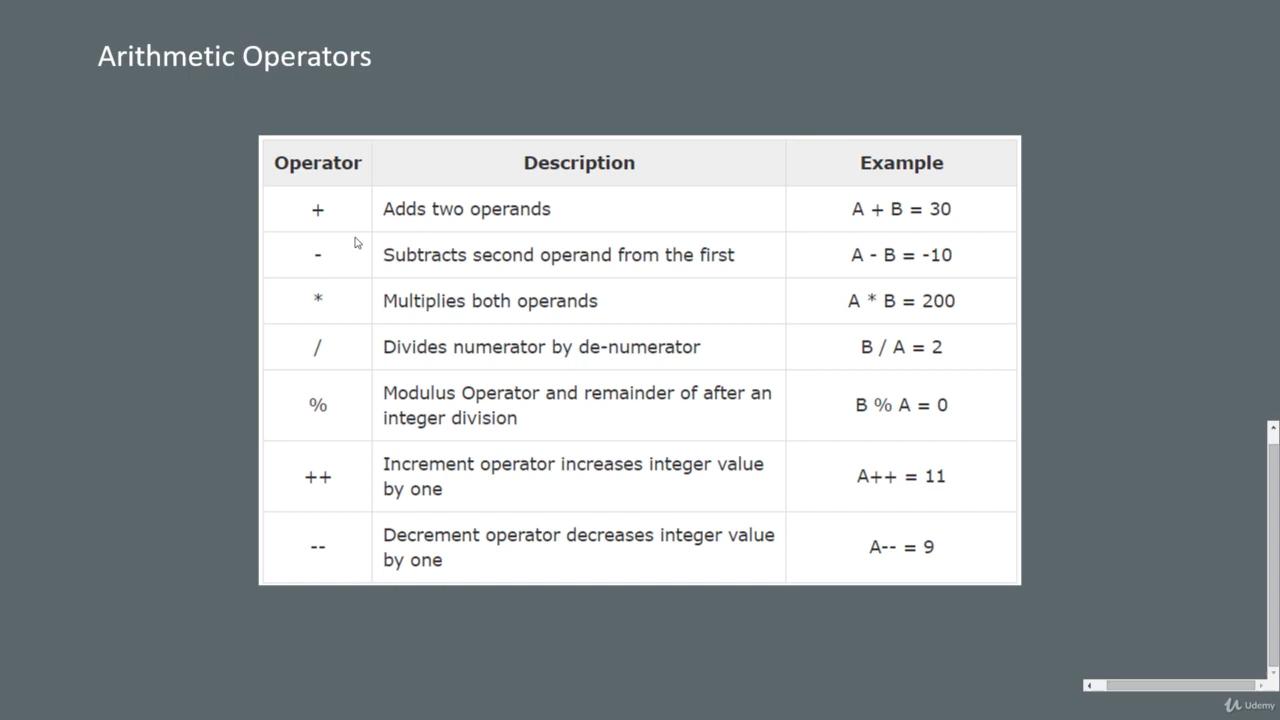 Arithmetic Operators
Operator Description Example
+ Adds two operands A + B = 30
- Subtracts second operand from the first A - B = -10
* Multiplies both operands A * B = 200
/ Divides numerator by de-numerator B / A = 2
% Modulus Operator and remainder of after an
integer division B % A = 0
++ Increment operator increases integer value
by one A++ = 11
-- Decrement operator decreases integer value
by one A-- = 9
Udemy